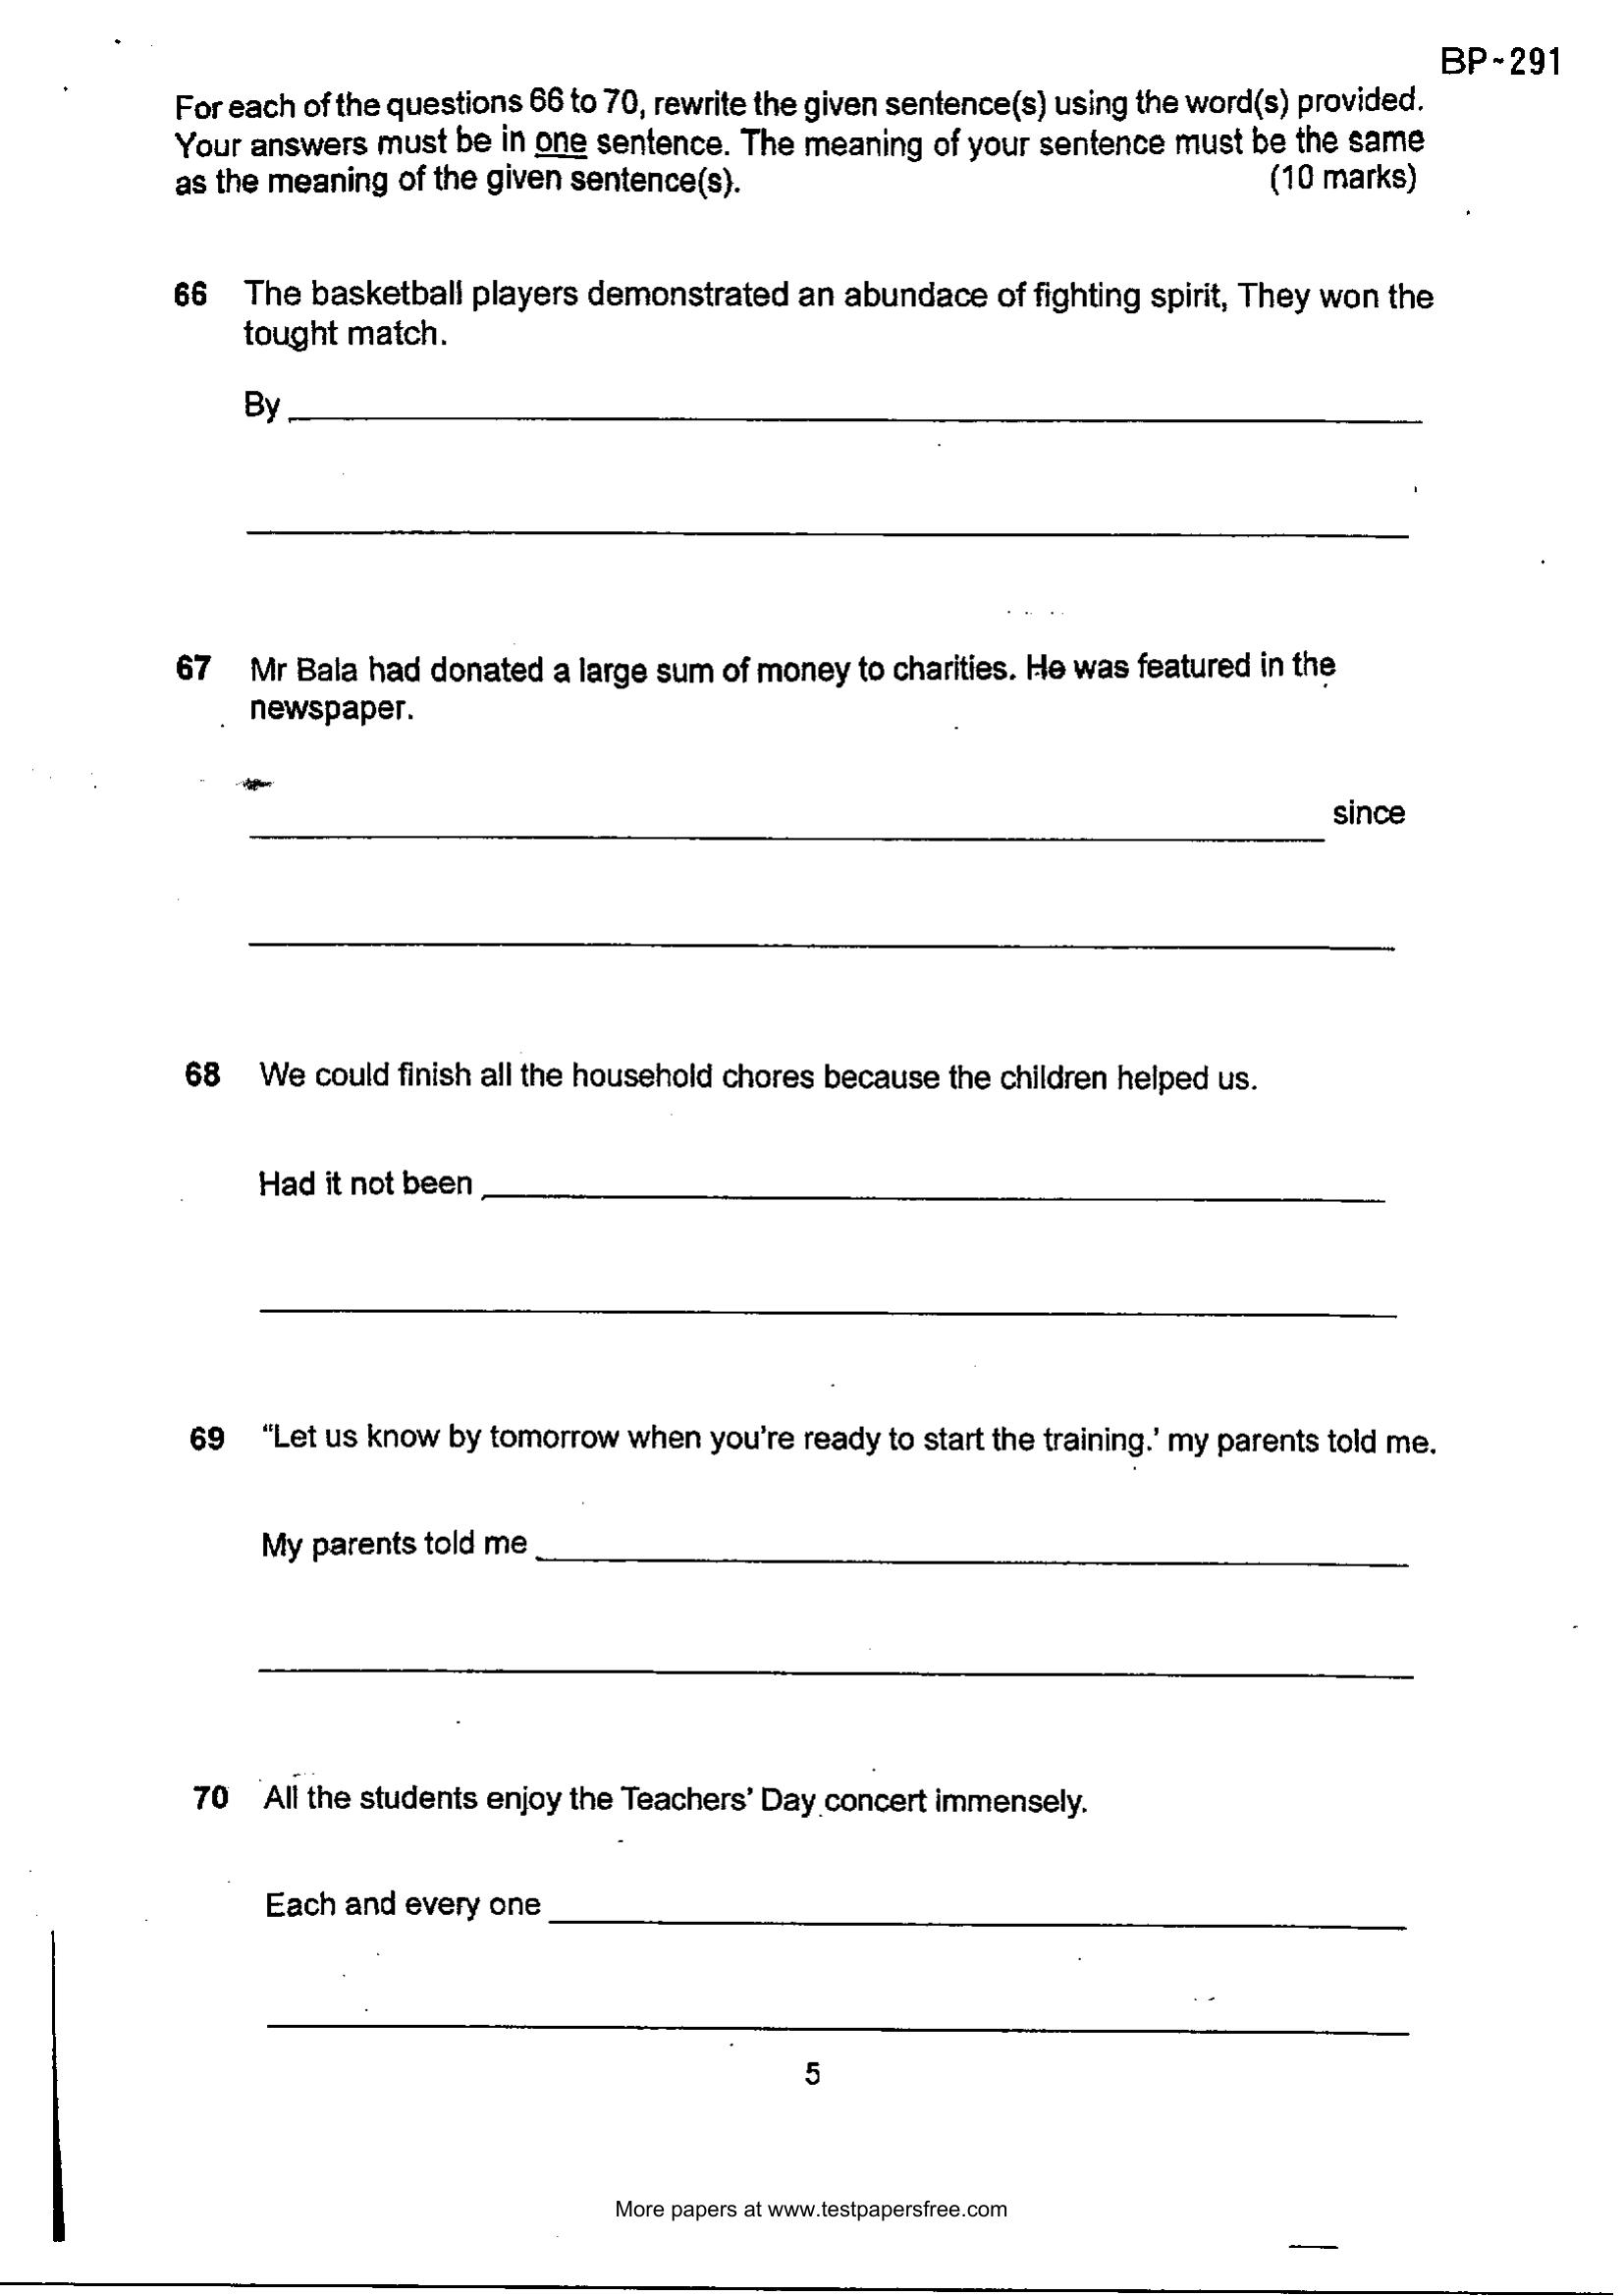 BP-291
For each of the questions 66 to 70, rewrite the given sentence(s) using the word(s) provided.
Your answers must be in one sentence. The meaning of your sentence must be the same
as the meaning of the given sentence(s). (10 marks)
66 The basketball players demonstrated an abundace of fighting spirit, They won the
tought match.
By
67 Mr Bala had donated a large sum of money to charities. He was featured in the
newspaper.
since
68 We could finish all the household chores because the children helped us.
Had it not been
69 “Let us know by tomorrow when you're ready to start the training.’ my parents told me.
My parents told me
70 All the students enjoy the Teachers’ Day concert immensely.
Each and every one
5
More papers at www.testpapersfree.com